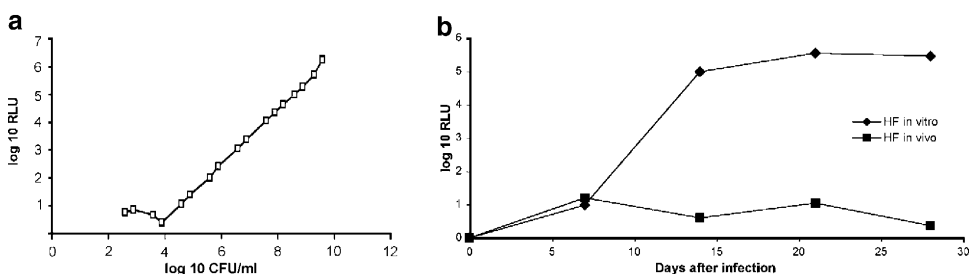 a
7
6
5
4
3
2
1
log 10 RLU
0 2 4 6 8 10 12
log 10 CFU/ml
b
6
5
4
3
2
1
0
log 10 RLU
HF in vitro
HF in vivo
0 5 10 15 20 25 30
Days after infection